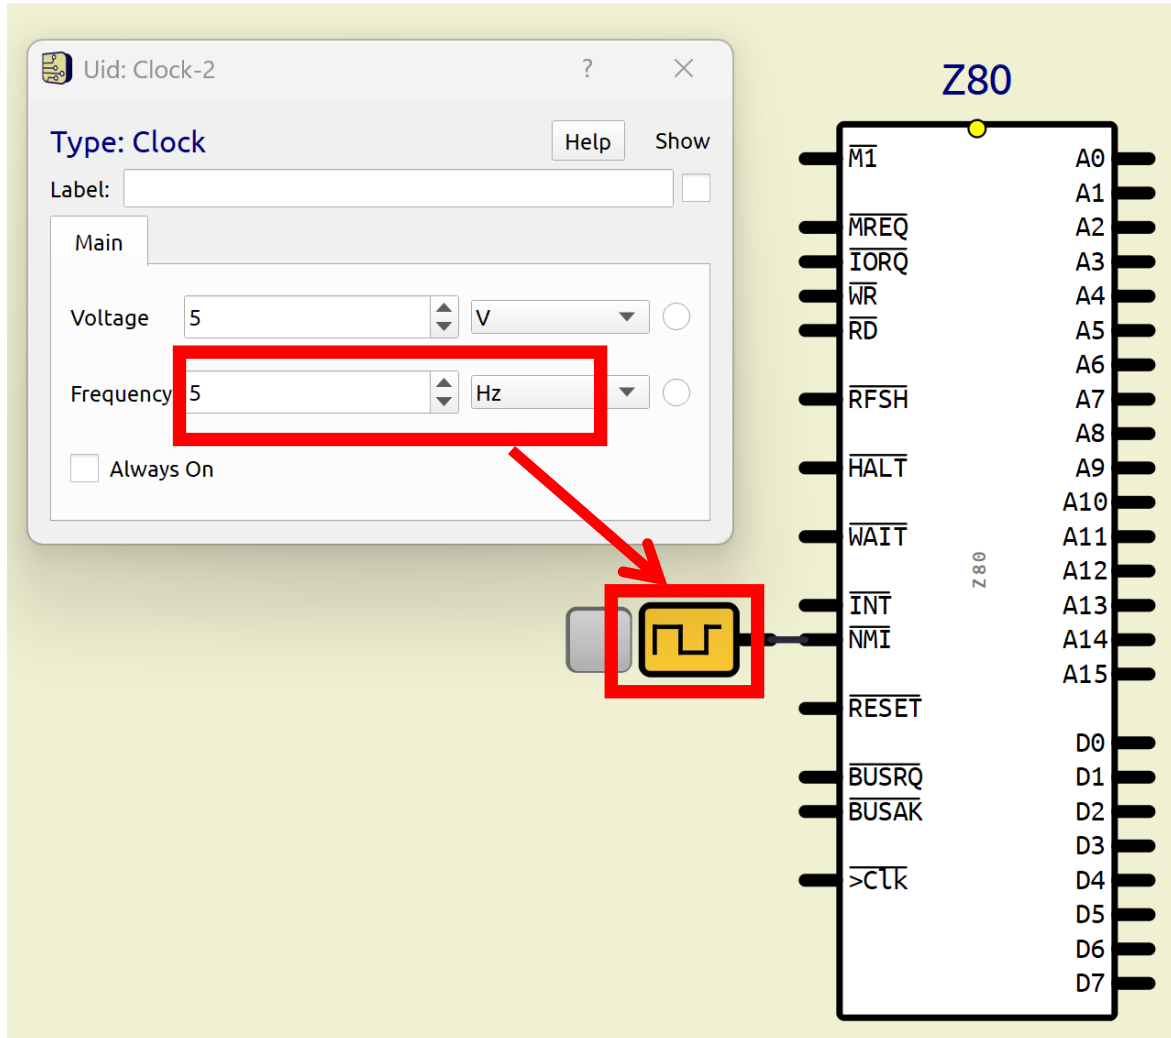 Uid: Clock-2 ? ×
Type: Clock Help Show
Label:
Main
Voltage 5 V
Frequency 5 Hz
Always On
Z80
M1 A0
A1
MREQ A2
IORQ A3
WR A4
RD A5
A6
RFSH A7
A8
HALT A9
A10
WAIT A11
Z80 A12
INT A13
NMI A14
A15
RESET
D0
BUSRQ D1
BUSAK D2
D3
>Clk D4
D5
D6
D7